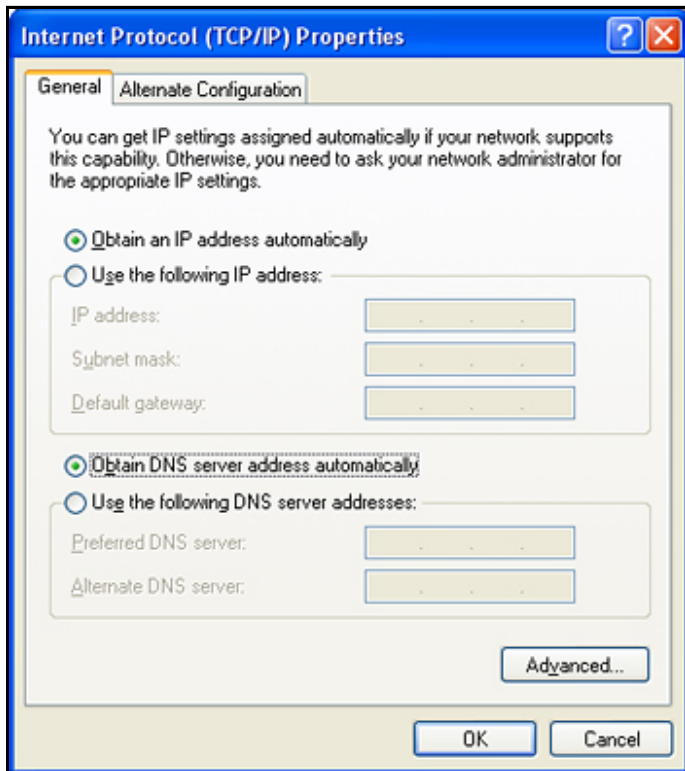 Internet Protocol (TCP/IP) Properties
General Alternate Configuration
You can get IP settings assigned automatically if your network supports
this capability. Otherwise, you need to ask your network administrator for
the appropriate IP settings.
Obtain an IP address automatically
Use the following IP address:
IP address:
Subnet mask:
Default gateway:
Obtain DNS server address automatically
Use the following DNS server addresses:
Preferred DNS server:
Alternate DNS server:
Advanced...
OK Cancel